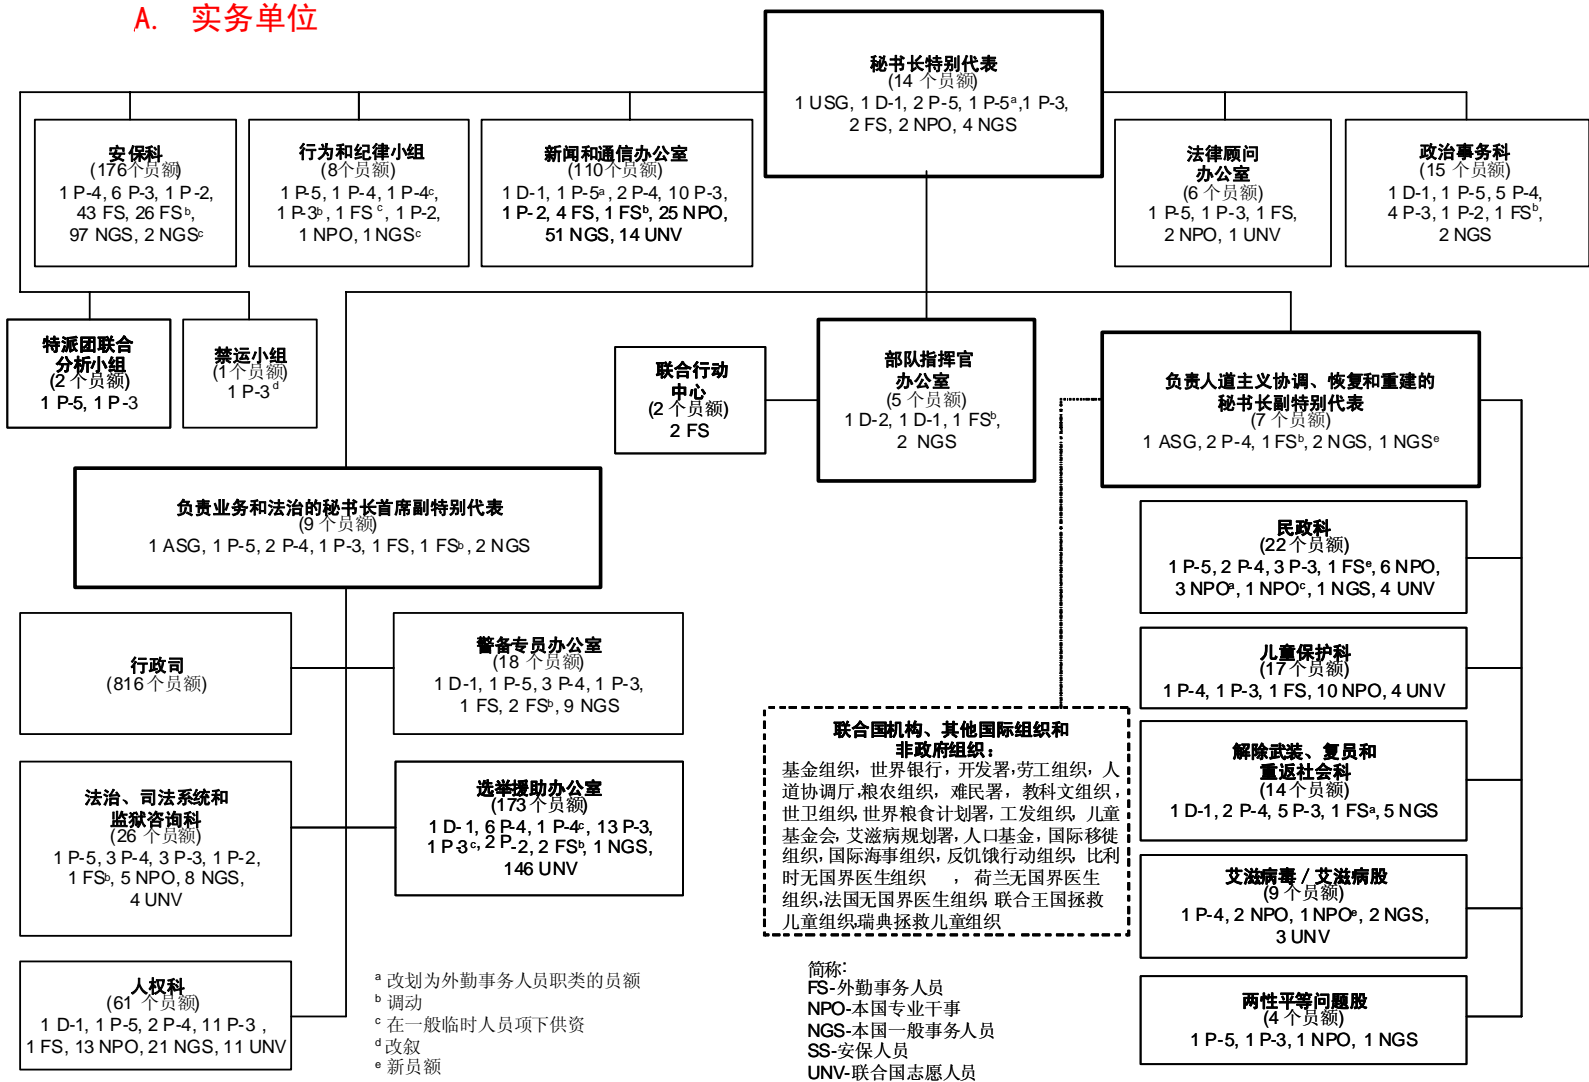 A. 实务单位
秘书长特别代表
(14 个员额)
1 USG, 1 D-1, 2 P-5, 1 P-5ᵃ,1 P-3,
2 FS, 2 NPO, 4 NGS
安保科
(176个员额)
1 P-4, 6 P-3, 1 P-2,
43 FS, 26 FSᵇ,
97 NGS, 2 NGSᶜ
行为和纪律小组
(8个员额)
1 P-5, 1 P-4, 1 P-4ᶜ,
1 P-3ᵇ, 1 FS ᶜ, 1 P-2,
1 NPO, 1 NGSᶜ
新闻和通信办公室
(110个员额)
1 D-1, 1 P-5ᵃ, 2 P-4, 10 P-3,
1 P-2, 4 FS, 1 FSᵇ, 25 NPO,
51 NGS, 14 UNV
法律顾问
办公室
(6 个员额)
1 P-5, 1 P-3, 1 FS,
2 NPO, 1 UNV
政治事务科
(15 个员额)
1 D-1, 1 P-5, 5 P-4,
4 P-3, 1 P-2, 1 FSᵇ,
2 NGS
特派团联合
分析小组
(2 个员额)
1 P-5, 1 P-3
禁运小组
(1个员额)
1 P-3 ᵈ
联合行动
中心
(2 个员额)
2 FS
部队指挥官
办公室
(5 个员额)
1 D-2, 1 D-1, 1 FSᵇ,
2 NGS
负责人道主义协调、恢复和重建的
秘书长副特别代表
(7 个员额)
1 ASG, 2 P-4, 1 FSᵇ, 2 NGS, 1 NGSᵉ
负责业务和法治的秘书长首席副特别代表
(9 个员额)
1 ASG, 1 P-5, 2 P-4, 1 P-3, 1 FS, 1 FSᵇ, 2 NGS
行政司
(816个员额)
警备专员办公室
(18 个员额)
1 D-1, 1 P-5, 3 P-4, 1 P-3,
1 FS, 2 FSᵇ, 9 NGS
法治、司法系统和
监狱咨询科
(26 个员额)
1 P-5, 3 P-4, 3 P-3, 1 P-2,
1 FSᵇ, 5 NPO, 8 NGS,
4 UNV
选举援助办公室
(173个员额)
1 D-1, 6 P-4, 1 P-4ᶜ, 13 P-3,
1 P-3ᶜ, 2 P-2, 2 FSᵇ, 1 NGS,
146 UNV
人权科
(61 个员额)
1 D-1, 1 P-5, 2 P-4, 11 P-3 ,
1 FS, 13 NPO, 21 NGS, 11 UNV
民政科
(22个员额)
1 P-5, 2 P-4, 3 P-3, 1 FSᵉ, 6 NPO,
3 NPOᵃ, 1 NPOᶜ, 1 NGS, 4 UNV
儿童保护科
(17个员额)
1 P-4, 1 P-3, 1 FS, 10 NPO, 4 UNV
解除武装、复员和
重返社会科
(14个员额)
1 D-1, 2 P-4, 5 P-3, 1 FSᵃ, 5 NGS
艾滋病毒/艾滋病股
(9 个员额)
1 P-4, 2 NPO, 1 NPOᵉ, 2 NGS,
3 UNV
两性平等问题股
(4 个员额)
1 P-5, 1 P-3, 1 NPO, 1 NGS
联合国机构、其他国际组织和
非政府组织：
基金组织, 世界银行, 开发署,劳工组织, 人
道协调厅,粮农组织, 难民署, 教科文组织,
世卫组织,世界粮食计划署, 工发组织, 儿童
基金会, 艾滋病规划署, 人口基金, 国际移徙
组织, 国际海事组织, 反饥饿行动组织, 比利
时无国界医生组织 , 荷兰无国界医生
组织,法国无国界医生组织, 联合王国拯救
儿童组织,瑞典拯救儿童组织
ᵃ 改划为外勤事务人员职类的员额
ᵇ 调动
ᶜ 在一般临时人员项下供资
ᵈ 改叙
ᵉ 新员额
简称:
FS-外勤事务人员
NPO-本国专业干事
NGS-本国一般事务人员
SS-安保人员
UNV-联合国志愿人员